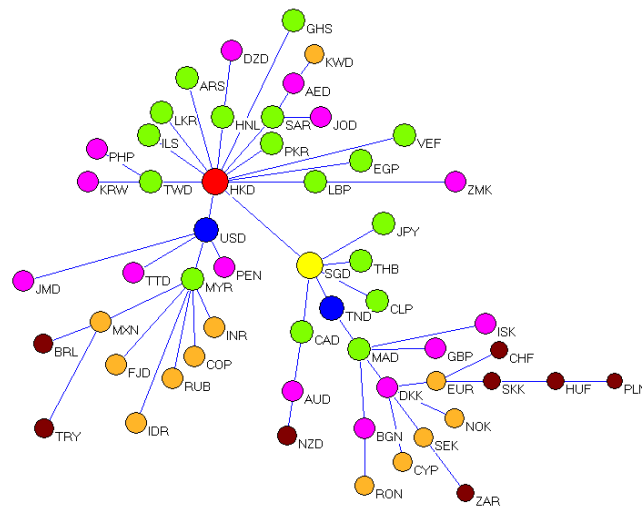 GHS
DZD
KWD
ARS
AED
LKR
HNL
SAR
JOD
ILS
PKR
VEF
PHP
EGP
KRW
TWD
HKD
LBP
ZMK
JPY
USD
THB
SGD
PEN
TTD
JMD
MYR
CLP
TND
MXN
INR
ISK
CAD
BRL
COP
MAD
GBP
CHF
FJD
RUB
AUD
DKK
EUR
SKK
HUF
PLN
TRY
IDR
NZD
BGN
NOK
SEK
CYP
RON
ZAR